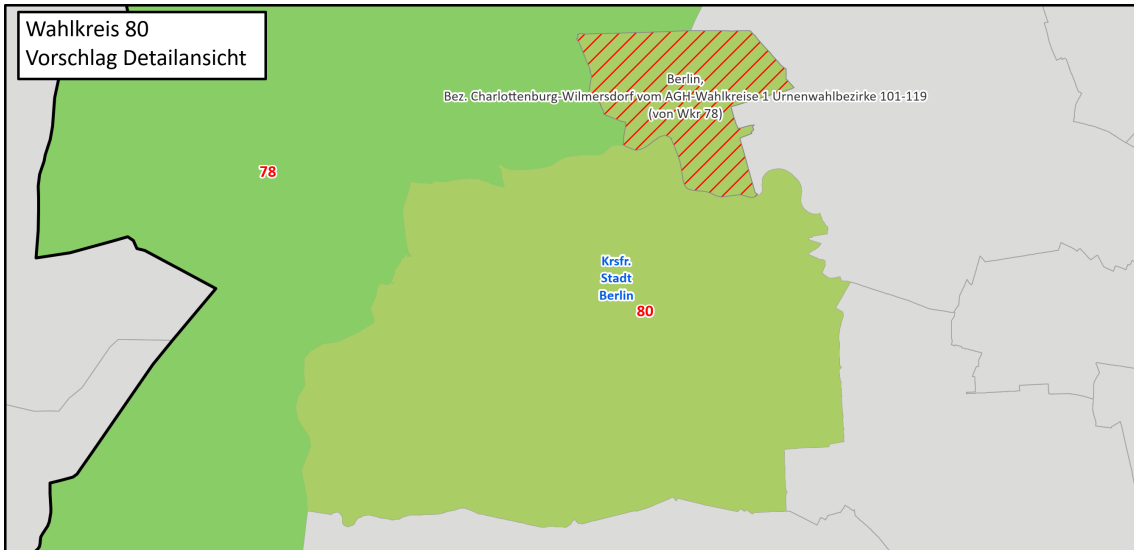 Wahlkreis 80
Vorschlag Detailansicht
Berlin,
Bez. Charlottenburg-Wilmersdorf vom AGH-Wahlkreise 1 Urnenwahlbezirke 101-119
(von Wkr 78)
78
Krsfr.
Stadt
Berlin
80